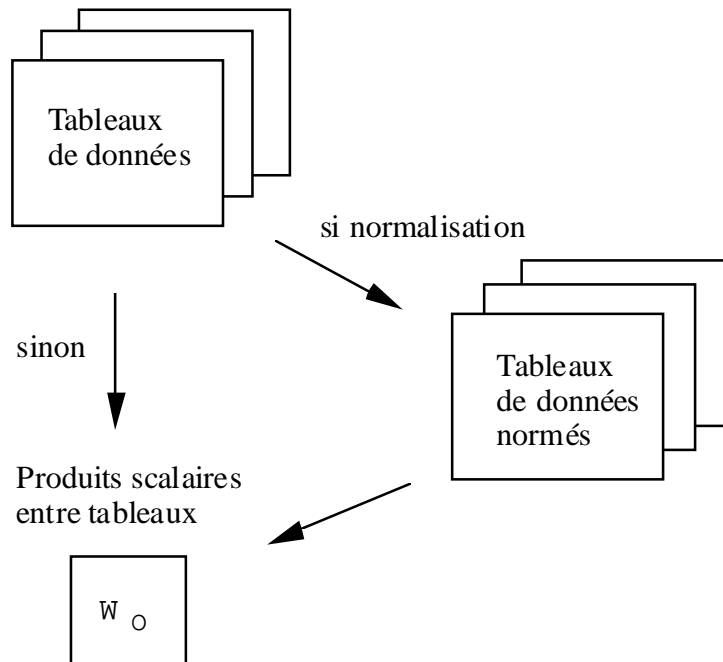 Tableaux
de données
si normalisation
sinon
Tableaux
de données
normés
Produits scalaires
entre tableaux
W O